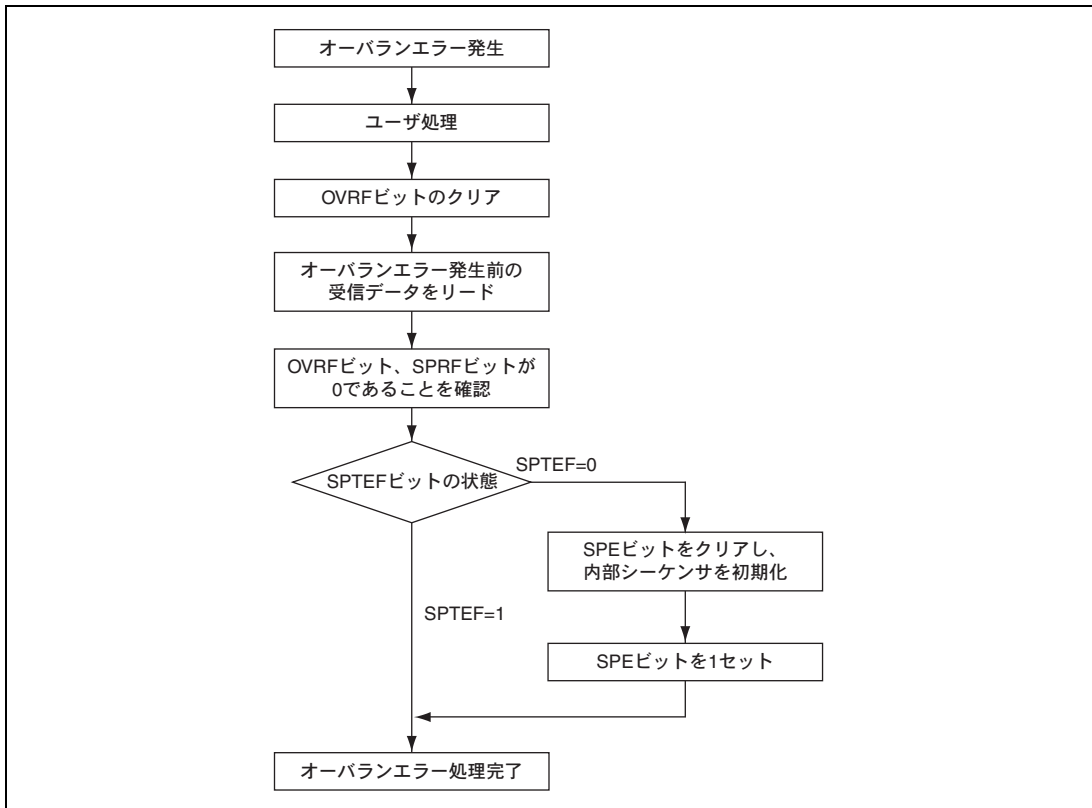 オーバランエラー発生
ユーザ処理
OVRFビットのクリア
オーバランエラー発生前の
受信データをリード
OVRFビット、SPRFビットが
0であることを確認
SPTEFビットの状態
SPTEF=0
SPEビットをクリアし、
内部シーケンサを初期化
SPTEF=1
SPEビットを1セット
オーバランエラー処理完了